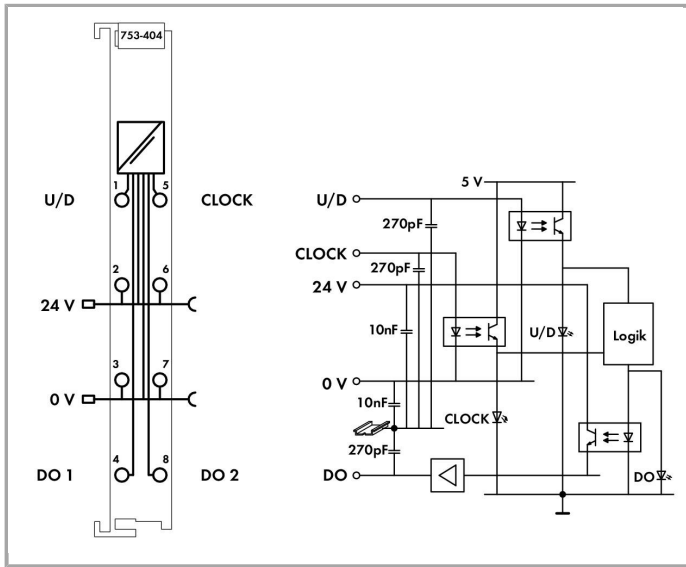 753-404
1 5
U/D CLOCK
2 6
24 V
3 7
0 V
4 8
DO 1 DO 2
5 V
U/D
270pF
CLOCK
270pF
24 V
10nF
U/D
Logik
0 V
10nF
CLOCK
270pF
DO
DO